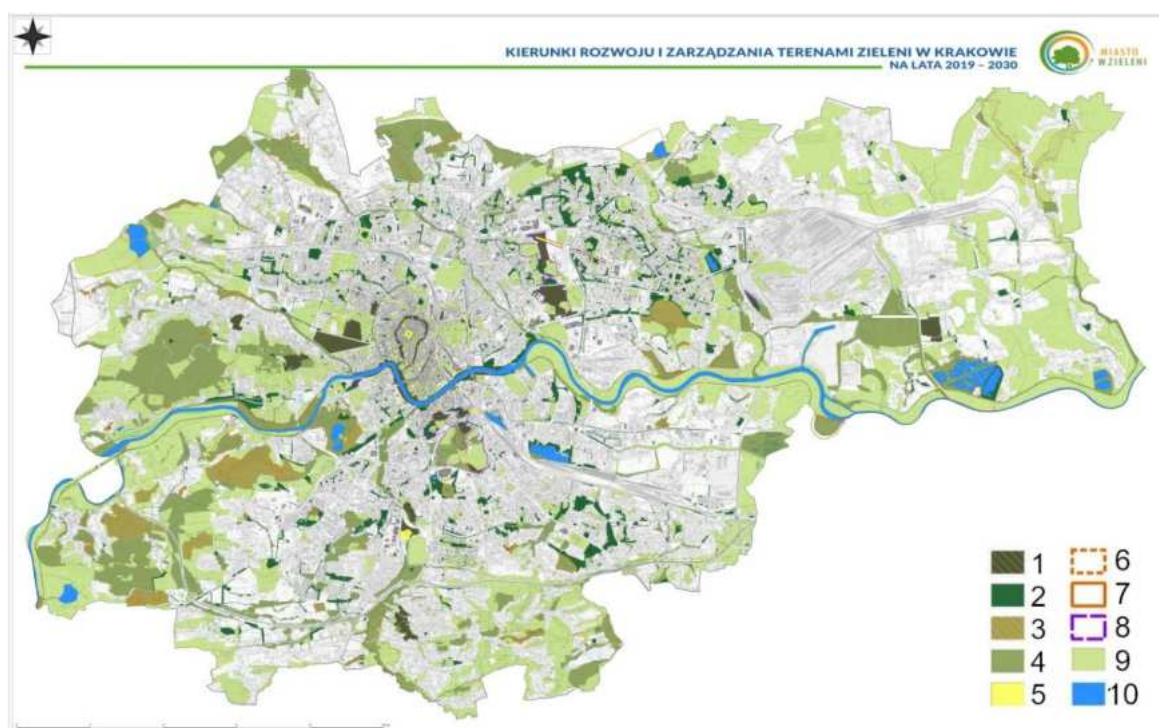 KIERUNKI ROZWOJU I ZARZĄDZANIA TERENAMI ZIELENI W KRAKOWIE
NA LATA 2019 – 2030
MIASTO
W ZIELENI
1
2
3
4
5
6
7
8
9
10